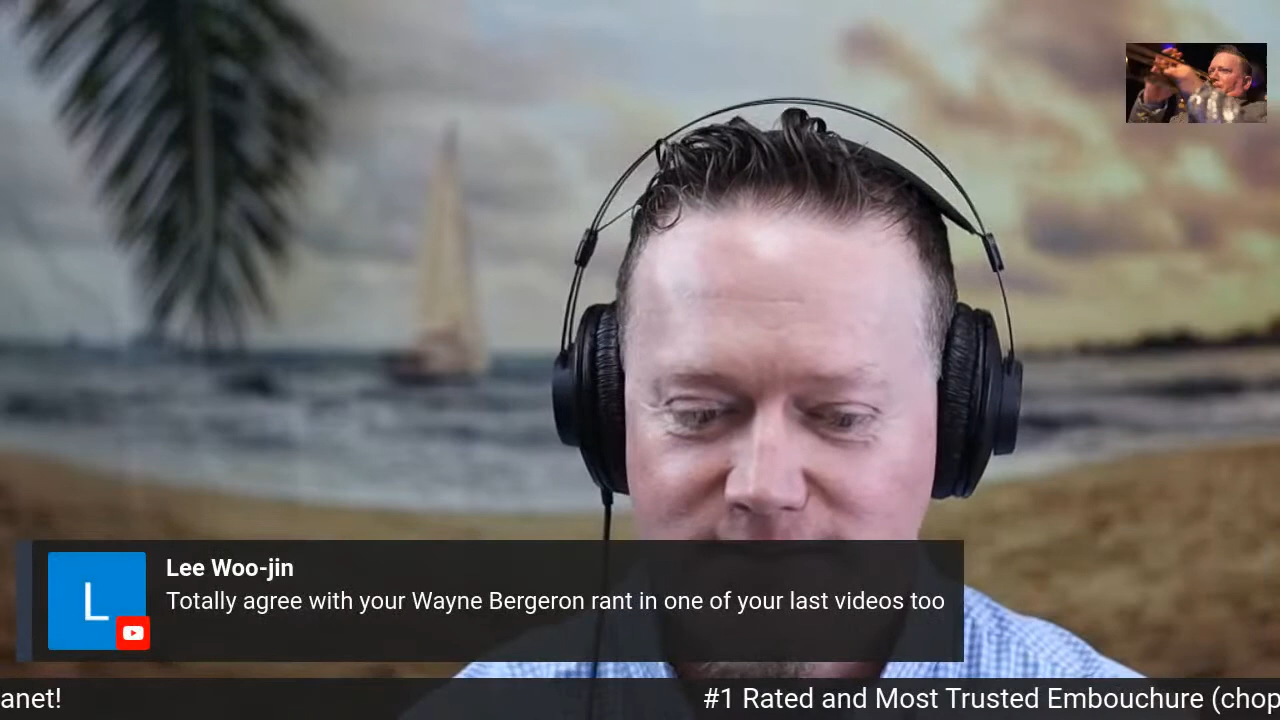 Lee Woo-jin
Totally agree with your Wayne Bergeron rant in one of your last videos too
L
anet!
#1 Rated and Most Trusted Embouchure (chop